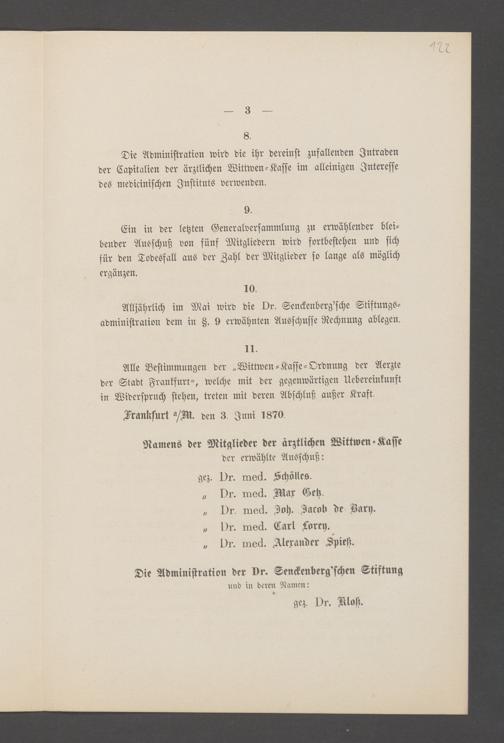 122
— 3 —
8.
Die Administration wird die ihr dereinst zufallenden Intraden
der Capitalien der ärztlichen Wittwen-Kasse im alleinigen Interesse
des medicinischen Instituts verwenden.
9.
Ein in der letzten Generalversammlung zu erwählender blei-
bender Ausschuß von fünf Mitgliedern wird fortbestehen und sich
für den Todesfall aus der Zahl der Mitglieder so lange als möglich
ergänzen.
10.
Alljährlich im Mai wird die Dr. Senckenberg'sche Stiftungs-
administration dem in §. 9 erwähnten Ausschusse Rechnung ablegen.
11.
Alle Bestimmungen der „Wittwen-Kasse-Ordnung der Aerzte
der Stadt Frankfurt“, welche mit der gegenwärtigen Uebereinkunft
in Widerspruch stehen, treten mit deren Abschluß außer Kraft.
Frankfurt a/M. den 3. Juni 1870.
Namens der Mitglieder der ärztlichen Wittwen-Kasse
der erwählte Ausschuß:
gez. Dr. med. Schölles.
„ Dr. med. Max Getz.
„ Dr. med. Joh. Jacob de Bary.
„ Dr. med. Carl Lorey.
„ Dr. med. Alexander Spieß.
Die Administration der Dr. Senckenberg'schen Stiftung
und in deren Namen:
gez. Dr. Kloß.